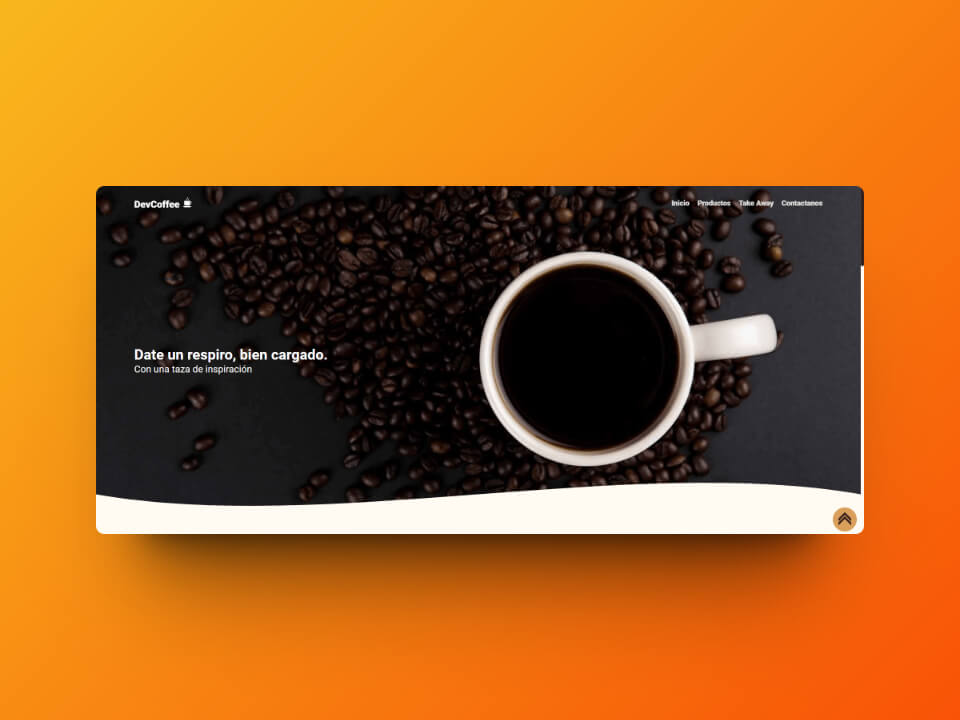 DevCoffee
Inicio Productos Take Away Contactanos
Date un respiro, bien cargado.
Con una taza de inspiración